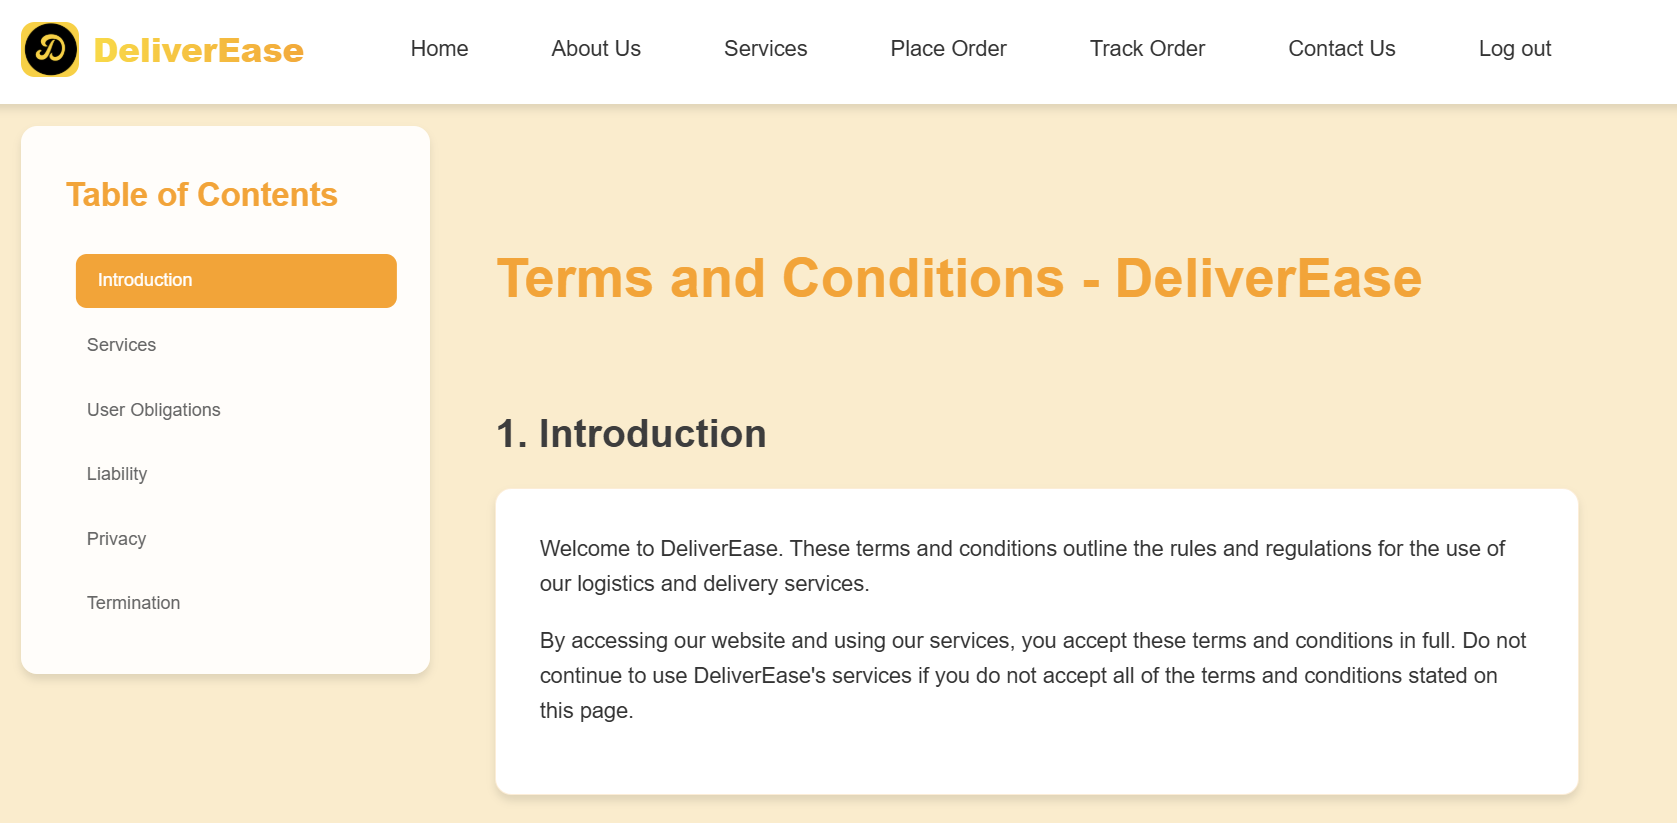 DeliverEase
Home
About Us
Services
Place Order
Track Order
Contact Us
Log out
Table of Contents
Introduction
Services
User Obligations
Liability
Privacy
Termination
Terms and Conditions - DeliverEase
1. Introduction
Welcome to DeliverEase. These terms and conditions outline the rules and regulations for the use of
our logistics and delivery services.
By accessing our website and using our services, you accept these terms and conditions in full. Do not
continue to use DeliverEase's services if you do not accept all of the terms and conditions stated on
this page.